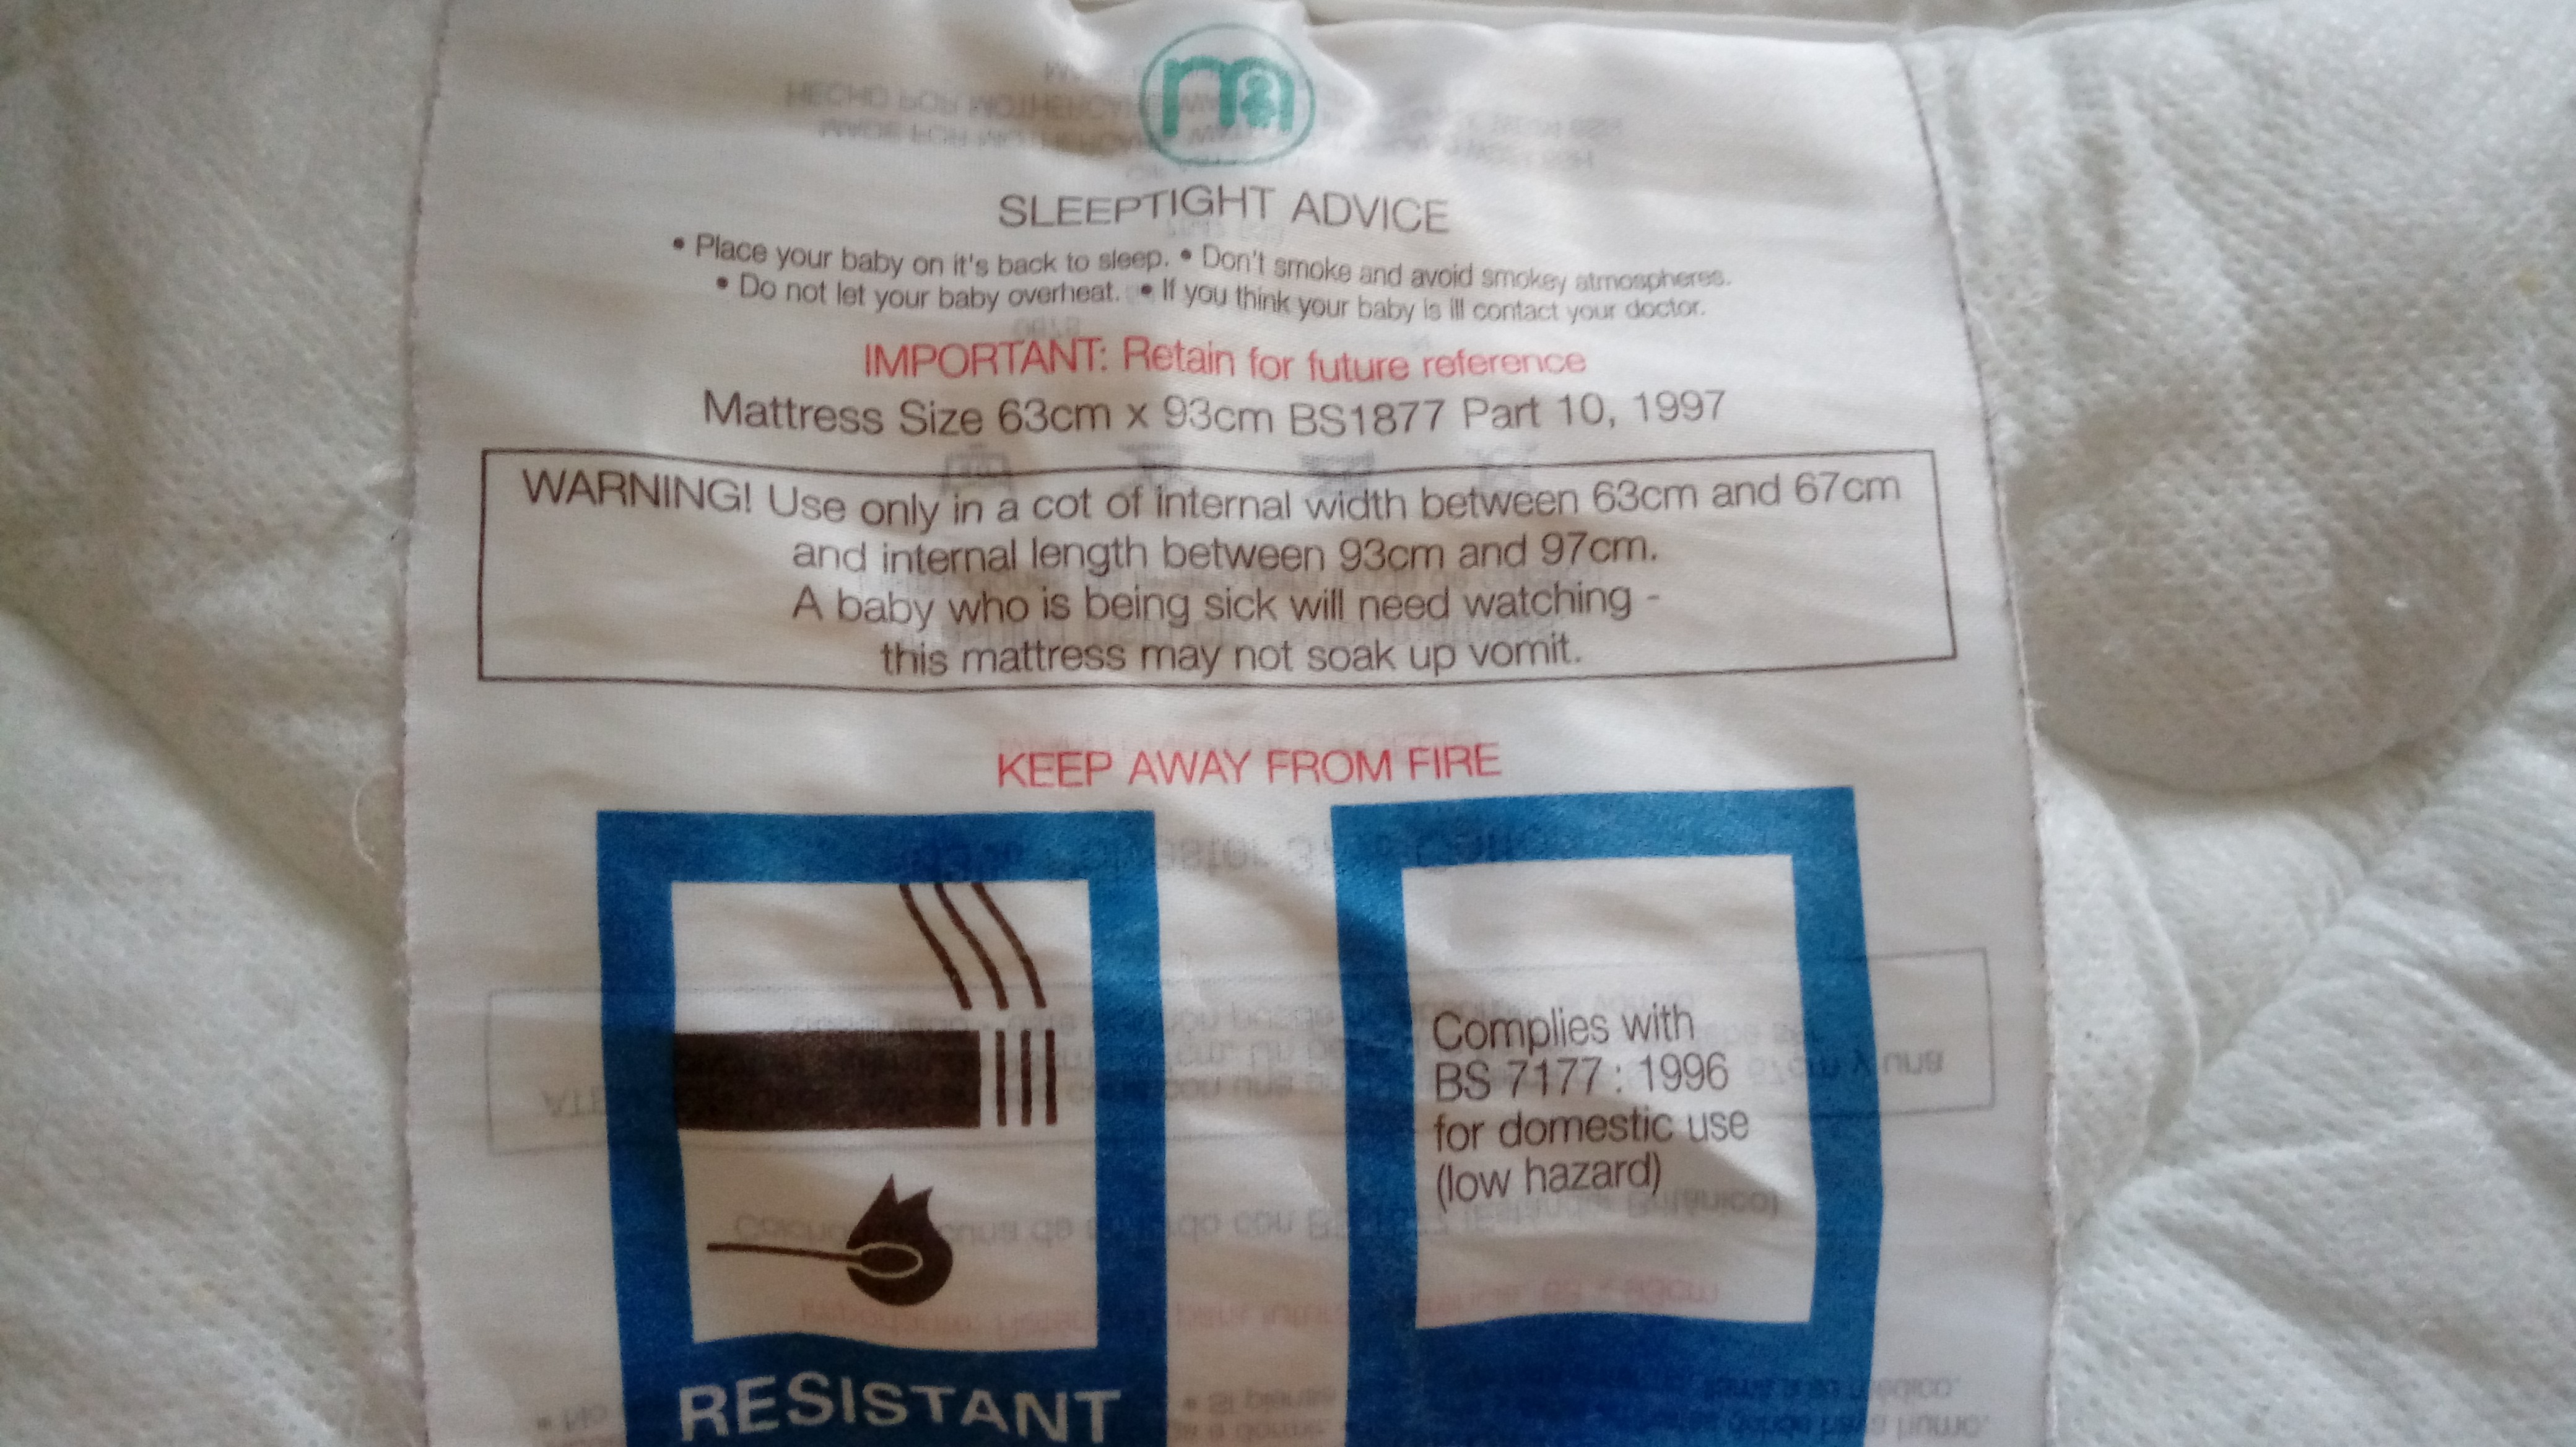 m
SLEEPTIGHT ADVICE
• Place your baby on it's back to sleep. • Don't smoke and avoid smokey atmospheres.
• Do not let your baby overheat. • If you think your baby is ill contact your doctor.
IMPORTANT: Retain for future reference
Mattress Size 63cm x 93cm BS1877 Part 10, 1997
WARNING! Use only in a cot of internal width between 63cm and 67cm
and internal length between 93cm and 97cm.
A baby who is being sick will need watching -
this mattress may not soak up vomit.
KEEP AWAY FROM FIRE
Complies with
BS 7177 : 1996
for domestic use
(low hazard)
RESISTANT